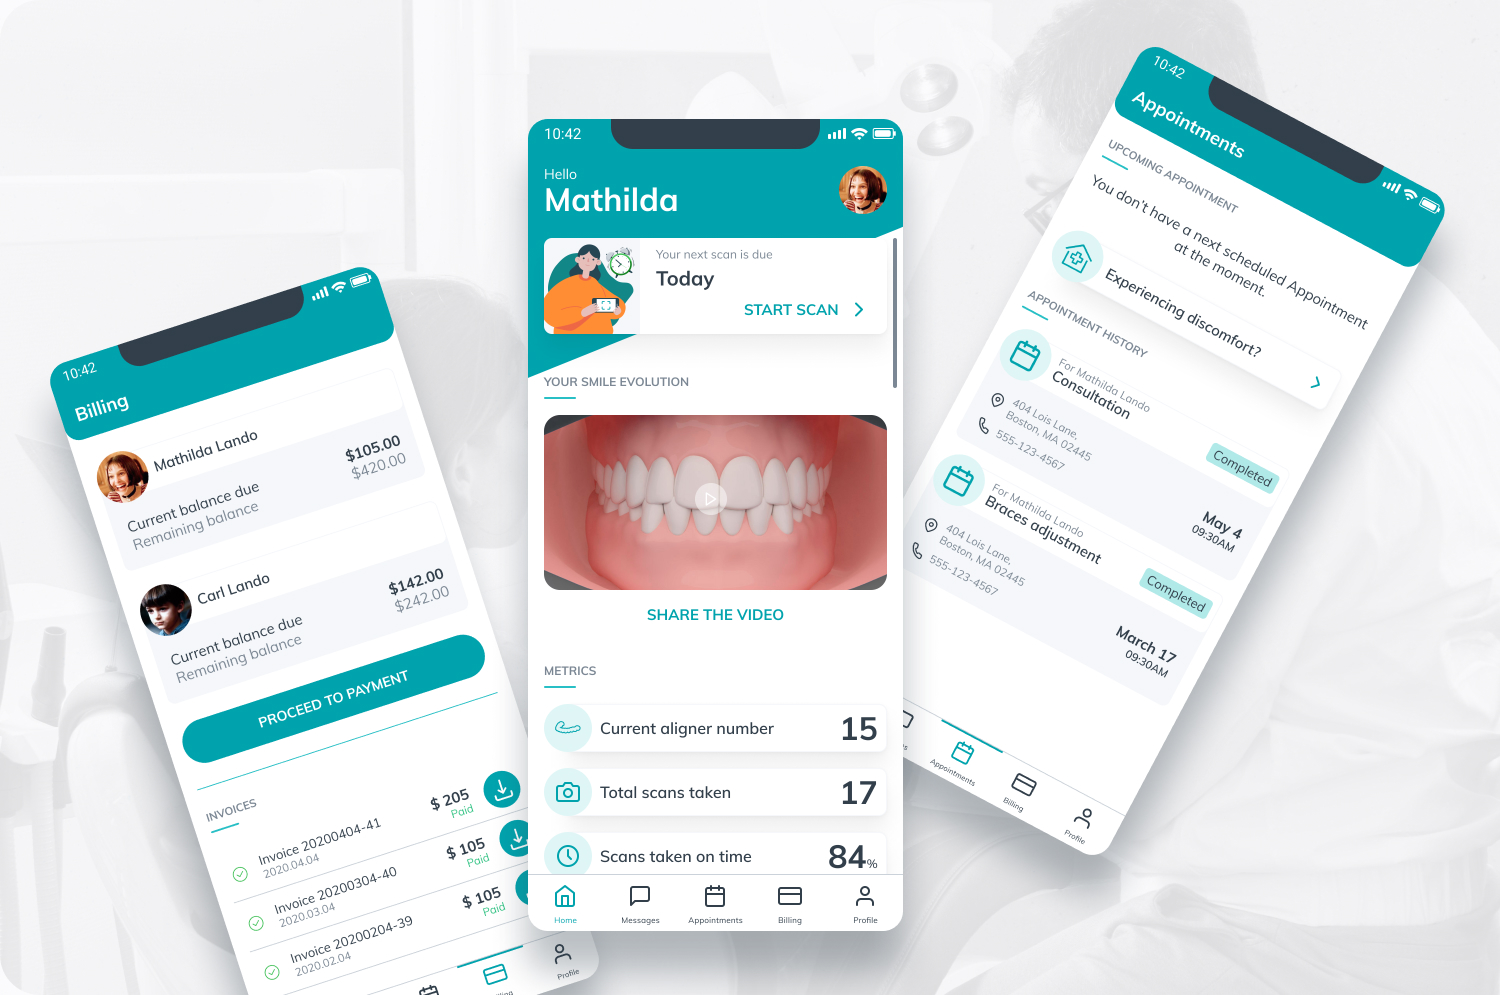 10:42
Billing
Mathilda Lando
Current balance due
$105.00
Remaining balance
$420.00
Carl Lando
Current balance due
$142.00
Remaining balance
$242.00
PROCEED TO PAYMENT
INVOICES
Invoice 20200404-41
2020.04.04
$ 205
Paid
Invoice 20200304-40
2020.03.04
$ 105
Paid
Invoice 20200204-39
2020.02.04
$ 105
Paid
Profile
10:42
Hello
Mathilda
Your next scan is due
Today
START SCAN
YOUR SMILE EVOLUTION
SHARE THE VIDEO
METRICS
Current aligner number
15
Total scans taken
17
Scans taken on time
84%
Home
Messages
Appointments
Billing
Profile
10:42
Appointments
UPCOMING APPOINTMENT
You don't have a next scheduled Appointment
at the moment.
Experiencing discomfort?
APPOINTMENT HISTORY
For Mathilda Lando
Consultation
404 Lois Lane,
Boston, MA 02445
555-123-4567
Completed
May 4
09:30AM
For Mathilda Lando
Braces adjustment
404 Lois Lane,
Boston, MA 02445
555-123-4567
Completed
March 17
09:30AM
Appointments
Billing
Profile